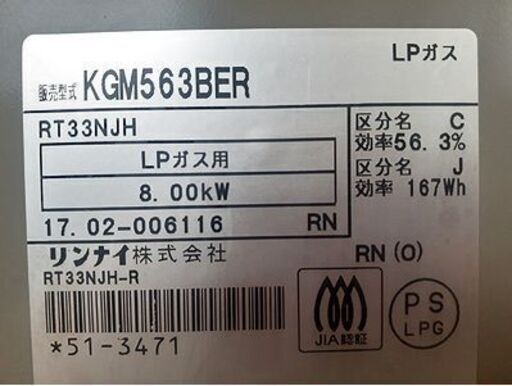 LPガス
販売型式 KGM563BER
RT33NJH
LPガス用
8.00kW
17.02-006116 RN
区分名 C
効率56.3%
区分名 J
効率 167Wh
リンナイ株式会社
RN(0)
RT33NJH-R
*51-3471
JIA認証
PS
LPG